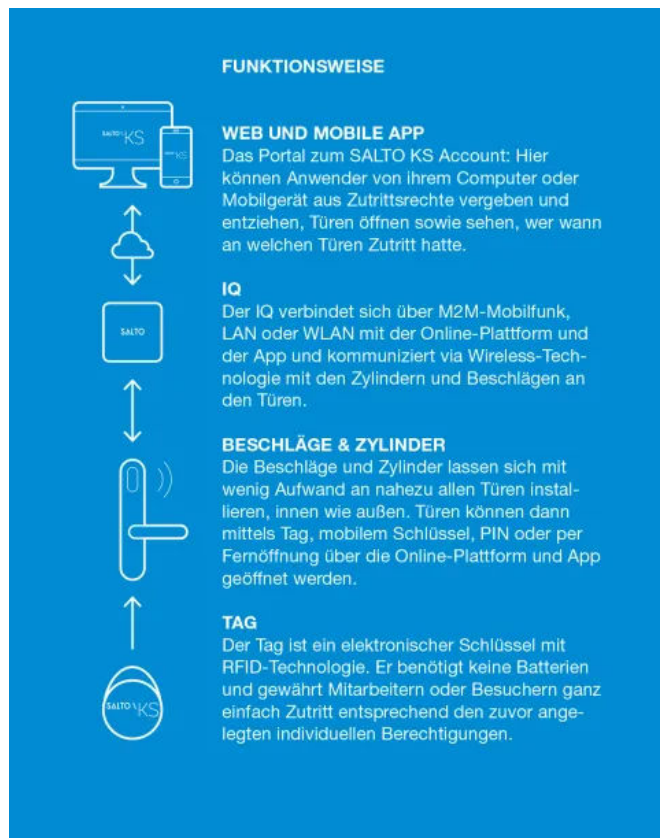 FUNKTIONSWEISE
SALTO KS
KS
WEB UND MOBILE APP
Das Portal zum SALTO KS Account: Hier
können Anwender von ihrem Computer oder
Mobilgerät aus Zutrittsrechte vergeben und
entziehen, Türen öffnen sowie sehen, wer wann
an welchen Türen Zutritt hatte.
SALTO
IQ
Der IQ verbindet sich über M2M-Mobilfunk,
LAN oder WLAN mit der Online-Plattform und
der App und kommuniziert via Wireless-Tech-
nologie mit den Zylindern und Beschlägen an
den Türen.
BESCHLÄGE & ZYLINDER
Die Beschläge und Zylinder lassen sich mit
wenig Aufwand an nahezu allen Türen instal-
lieren, innen wie außen. Türen können dann
mittels Tag, mobilem Schlüssel, PIN oder per
Fernöffnung über die Online-Plattform und App
geöffnet werden.
SALTO KS
TAG
Der Tag ist ein elektronischer Schlüssel mit
RFID-Technologie. Er benötigt keine Batterien
und gewährt Mitarbeitern oder Besuchern ganz
einfach Zutritt entsprechend den zuvor ange-
legten individuellen Berechtigungen.